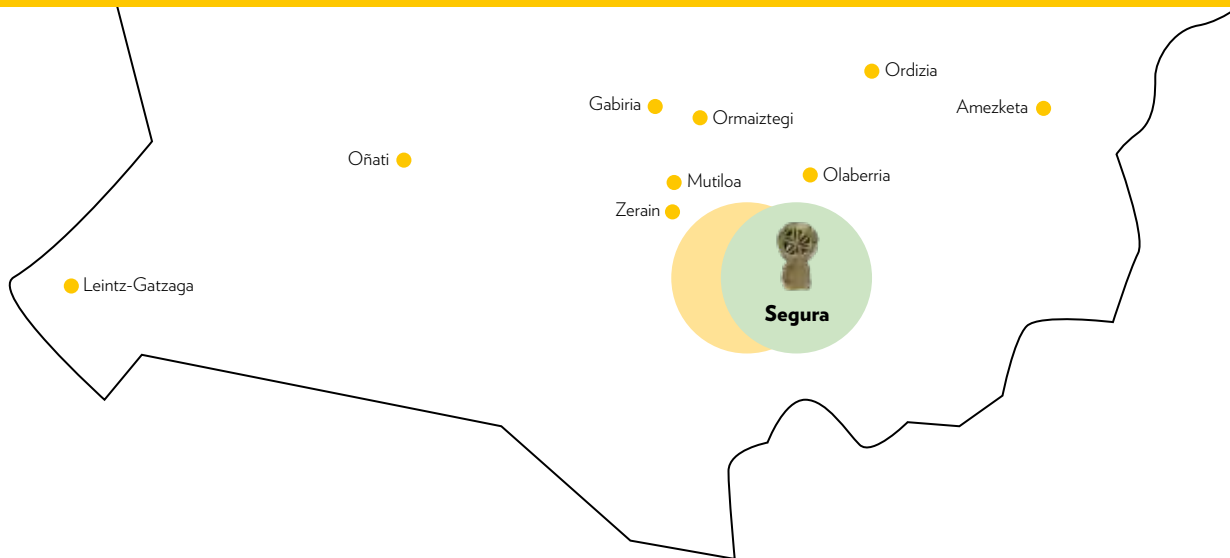 Ordizia
Gabiria
Amezketa
Ormaiztegi
Oñati
Olaberria
Mutiloa
Zerain
Leintz-Gatzaga
Segura